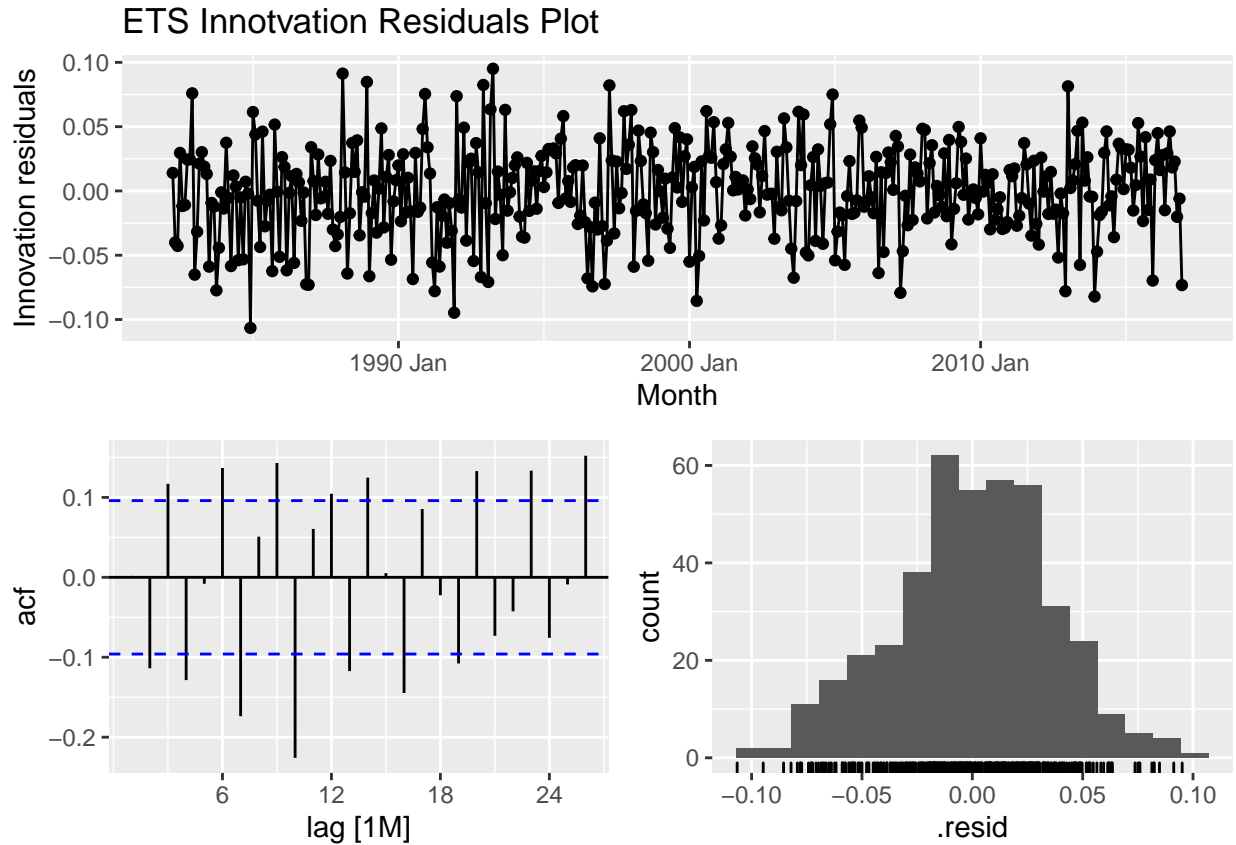 ETS Innotvation Residuals Plot
Innovation residuals
0.10
0.05
0.00
−0.05
−0.10
1990 Jan 2000 Jan 2010 Jan
Month
acf
0.1
0.0
−0.1
−0.2
6 12 18 24
lag [1M]
count
60
40
20
0
−0.10 −0.05 0.00 0.05 0.10
.resid